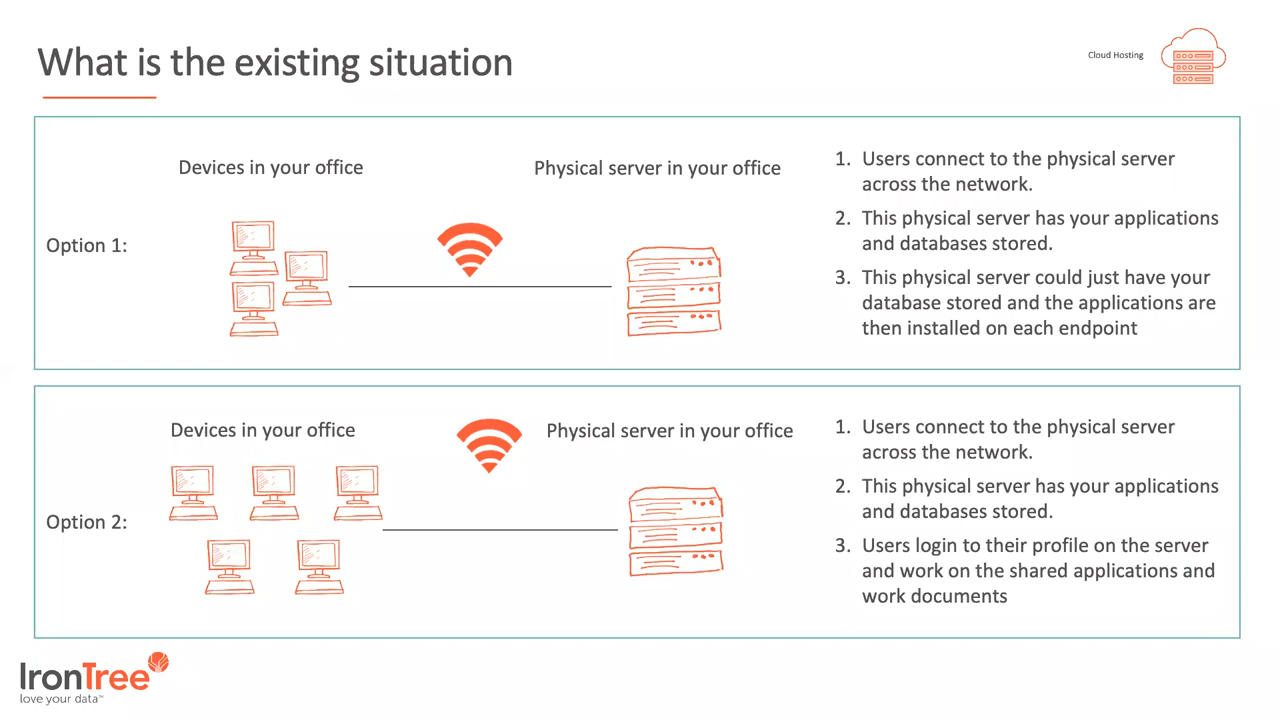 What is the existing situation
Cloud Hosting
Devices in your office
Physical server in your office
Option 1:
1. Users connect to the physical server
across the network.
2. This physical server has your applications
and databases stored.
3. This physical server could just have your
database stored and the applications are
then installed on each endpoint
Devices in your office
Physical server in your office
Option 2:
1. Users connect to the physical server
across the network.
2. This physical server has your applications
and databases stored.
3. Users login to their profile on the server
and work on the shared applications and
work documents
IronTree
love your data™